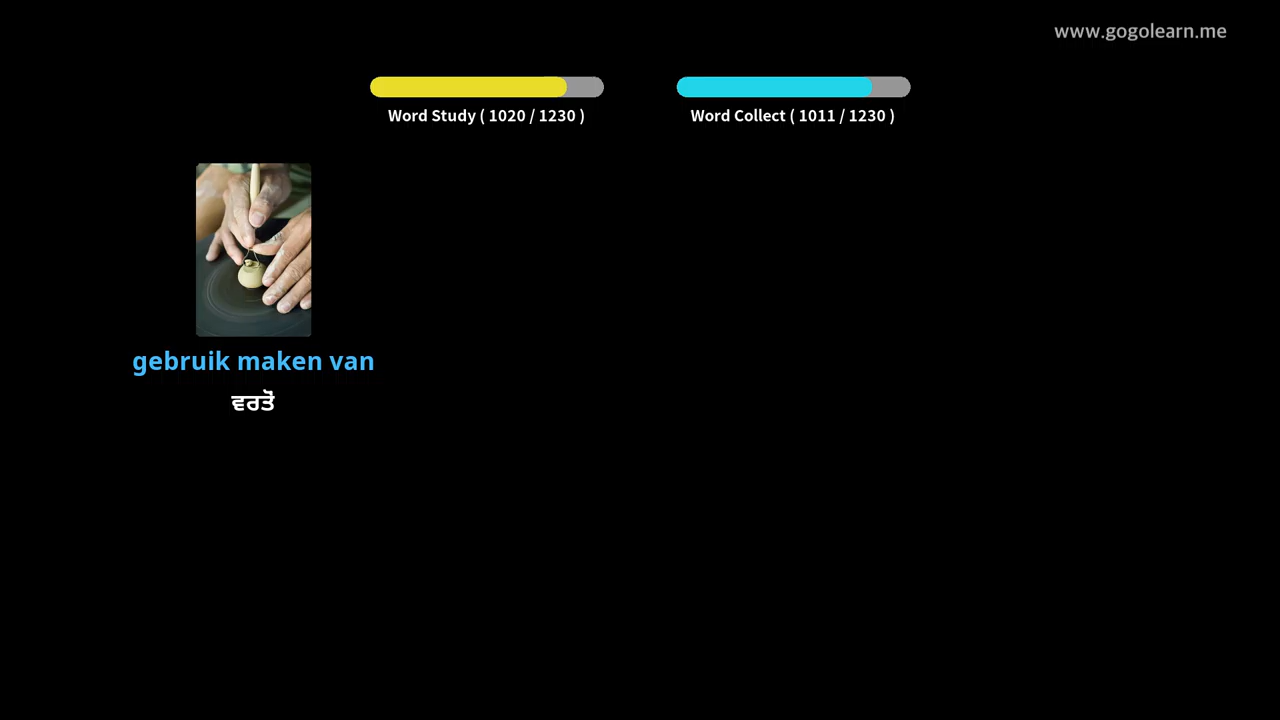 www.gogolearn.me
Word Study ( 1020 / 1230 )
Word Collect ( 1011 / 1230 )
gebruik maken van
ਵਰਤੋਂ